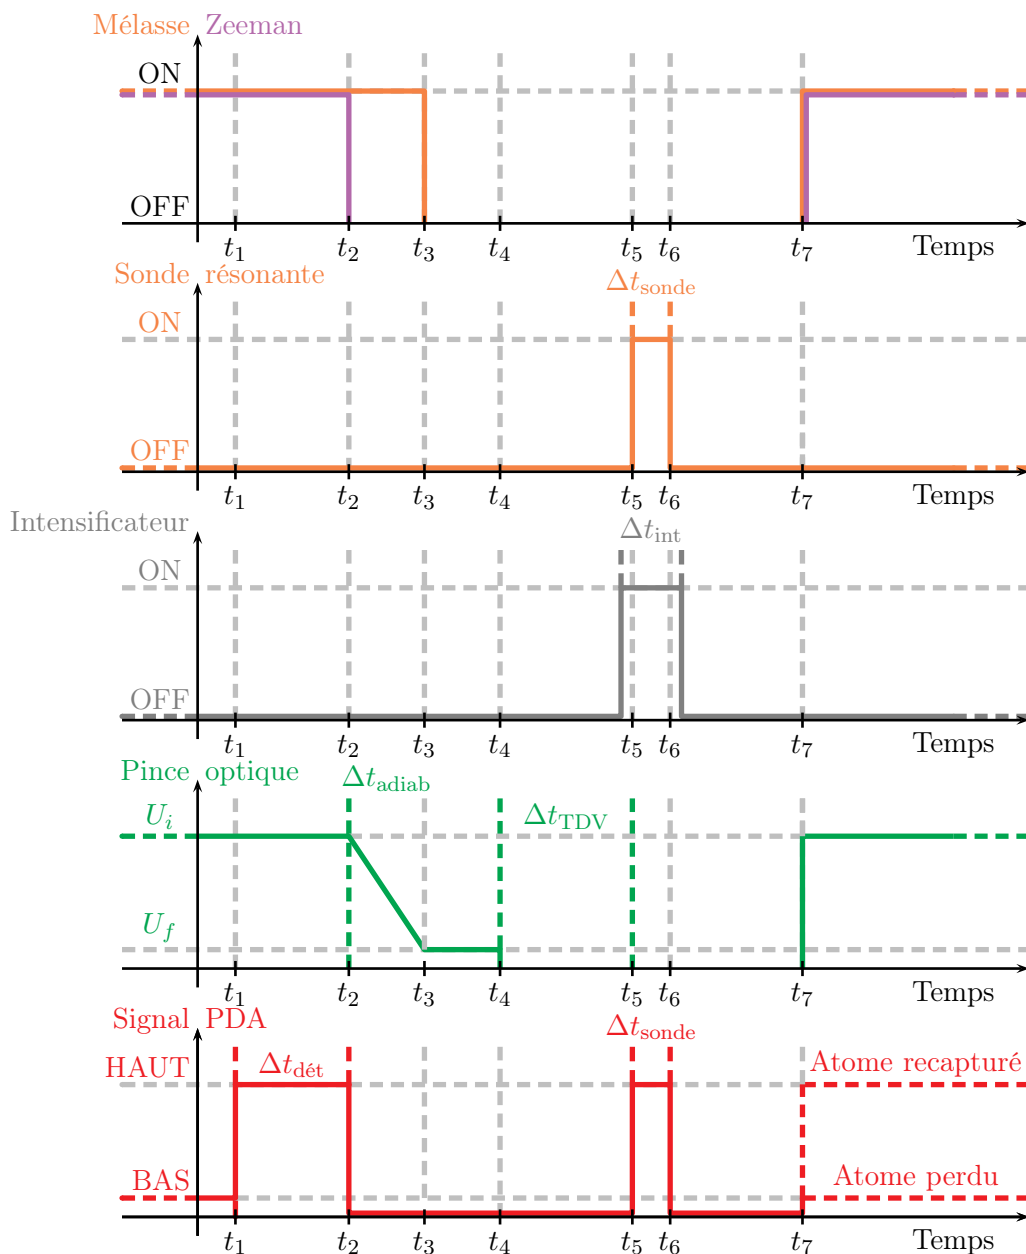 Mélasse Zeeman
ON
OFF
t1 t2 t3 t4 t5 t6 t7 Temps
Sonde résonante
Δtsonde
ON
OFF
t1 t2 t3 t4 t5 t6 t7 Temps
Intensificateur
Δtint
ON
OFF
t1 t2 t3 t4 t5 t6 t7 Temps
Pince optique
Δtadiab
Ui
ΔtTDV
Uf
t1 t2 t3 t4 t5 t6 t7 Temps
Signal PDA
Δtsonde
HAUT Δtdét Atome recapturé
BAS Atome perdu
t1 t2 t3 t4 t5 t6 t7 Temps